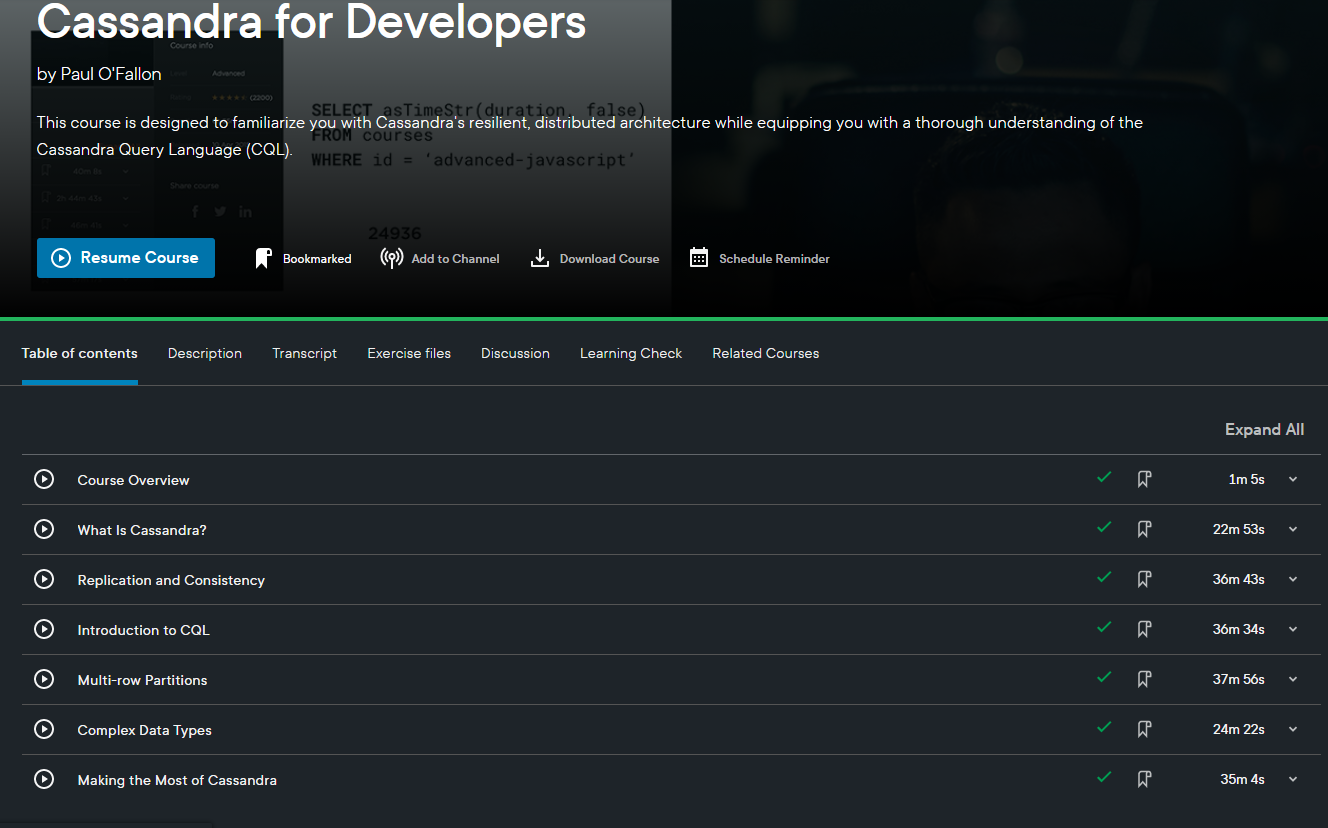 Cassandra for Developers
Course info
by Paul O'Fallon
Advanced
(2200)
SELECT asTimeStr(duration, false)
This course is designed to familiarize you with Cassandra's resilient, distributed architecture while equipping you with a thorough understanding of the
FROM courses
Cassandra Query Language (CQL).
WHERE id = 'advanced-javascript'
40m 8s
Share course
2h 44m 43s
24936
Resume Course
Bookmarked
Add to Channel
Download Course
Schedule Reminder
Table of contents
Description
Transcript
Exercise files
Discussion
Learning Check
Related Courses
Expand All
Course Overview 1m 5s
What Is Cassandra? 22m 53s
Replication and Consistency 36m 43s
Introduction to CQL 36m 34s
Multi-row Partitions 37m 56s
Complex Data Types 24m 22s
Making the Most of Cassandra 35m 4s